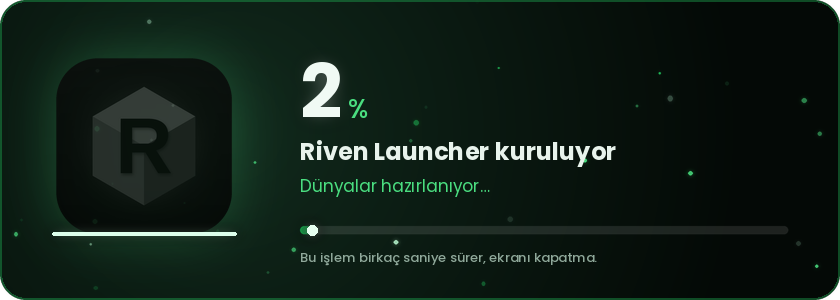 R
2 %
Riven Launcher kuruluyor
Dünyalar hazırlanıyor...
Bu işlem birkaç saniye sürer, ekranı kapatma.